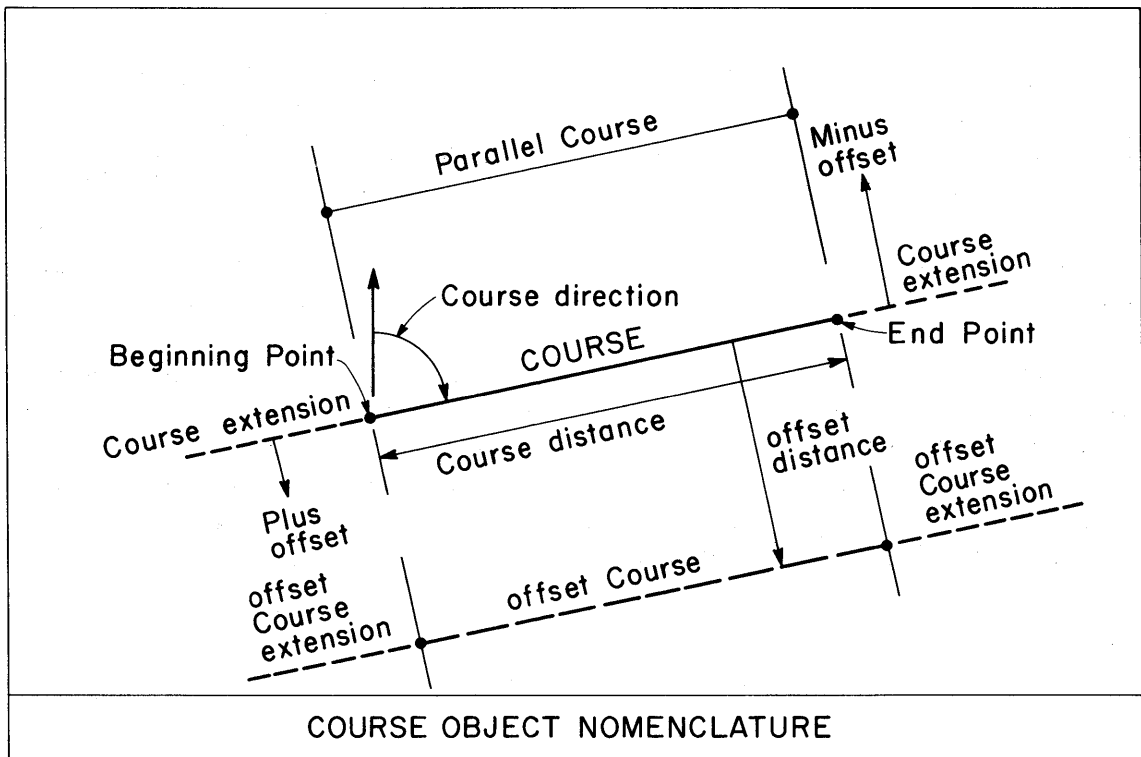 Parallel Course
Minus
offset
Course
extension
Course direction
Beginning Point
COURSE
End Point
Course extension
Course distance
offset
distance
offset
Course
extension
Plus
offset
offset
Course
extension
offset Course
COURSE OBJECT NOMENCLATURE